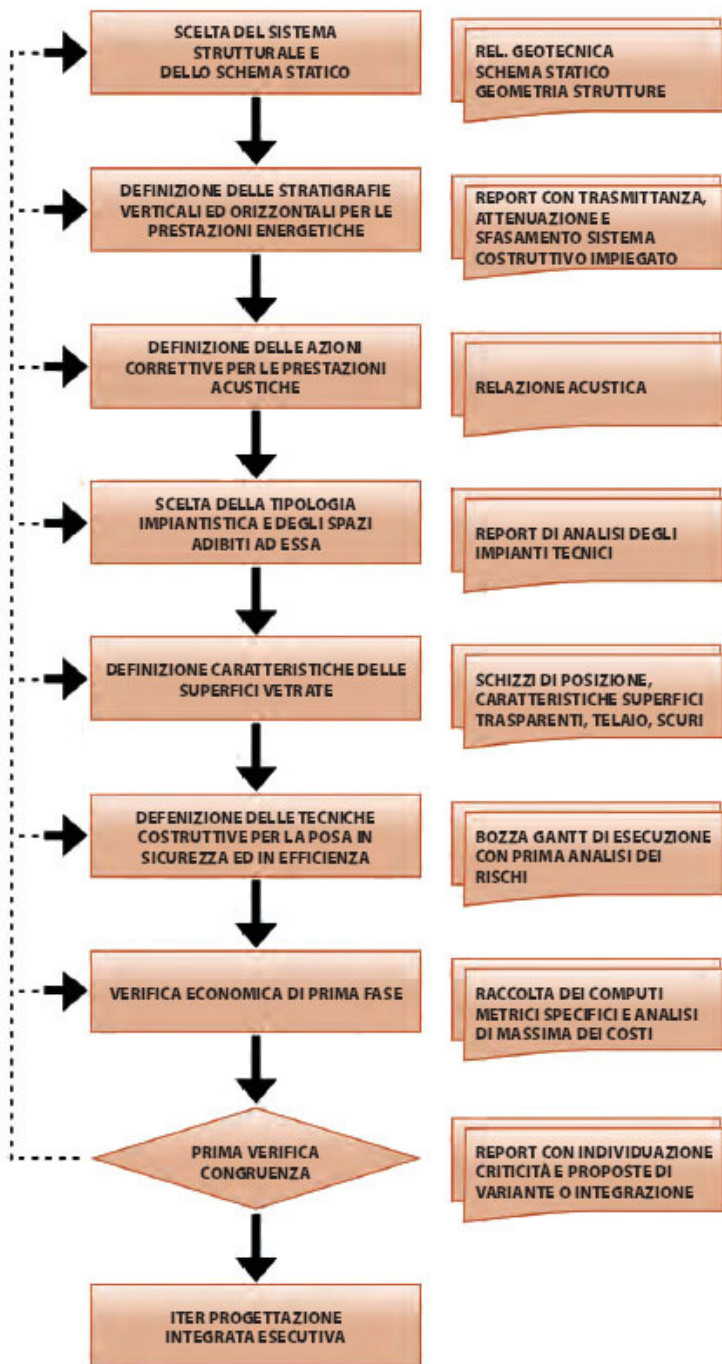 SCELTA DEL SISTEMA
STRUTTURALE E
DELLO SCHEMA STATICO
REL. GEOTECNICA
SCHEMA STATICO
GEOMETRIA STRUTTURE
DEFINIZIONE DELLE STRATIGRAFIE
VERTICALI ED ORIZZONTALI PER LE
PRESTAZIONI ENERGETICHE
REPORT CON TRASMITTANZA,
ATTENUAZIONE E
SFASAMENTO SISTEMA
COSTRUTTIVO IMPIEGATO
DEFINIZIONE DELLE AZIONI
CORRETTIVE PER LE PRESTAZIONI
ACUSTICHE
RELAZIONE ACUSTICA
SCELTA DELLA TIPOLOGIA
IMPIANTISTICA E DEGLI SPAZI
ADIBITI AD ESSA
REPORT DI ANALISI DEGLI
IMPIANTI TECNICI
DEFINIZIONE CARATTERISTICHE DELLE
SUPERFICI VETRATE
SCHIZZI DI POSIZIONE,
CARATTERISTICHE SUPERFICI
TRASPARENTI, TELAIO, SCURI
DEFENIZIONE DELLE TECNICHE
COSTRUTTIVE PER LA POSA IN
SICUREZZA ED IN EFFICIENZA
BOZZA GANTT DI ESECUZIONE
CON PRIMA ANALISI DEI
RISCHI
VERIFICA ECONOMICA DI PRIMA FASE
RACCOLTA DEI COMPUTI
METRICI SPECIFICI E ANALISI
DI MASSIMA DEI COSTI
PRIMA VERIFICA
CONGRUENZA
REPORT CON INDIVIDUAZIONE
CRITICITÀ E PROPOSTE DI
VARIANTE O INTEGRAZIONE
ITER PROGETTAZIONE
INTEGRATA ESECUTIVA